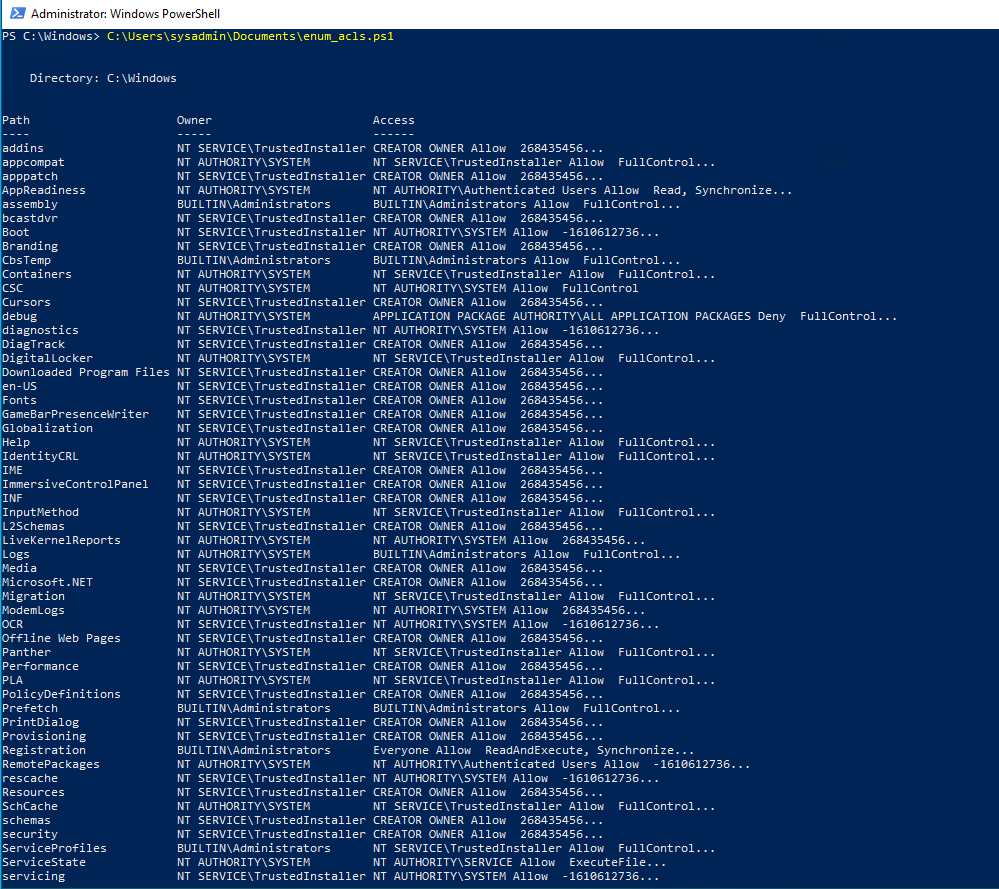 Administrator: Windows PowerShell
PS C:\Windows> C:\Users\sysadmin\Documents\enum_acls.ps1
Directory: C:\Windows
Path Owner Access
---- ----- ------
addins NT SERVICE\TrustedInstaller CREATOR OWNER Allow 268435456...
appcompat NT AUTHORITY\SYSTEM NT SERVICE\TrustedInstaller Allow FullControl...
apppatch NT SERVICE\TrustedInstaller CREATOR OWNER Allow 268435456...
AppReadiness NT AUTHORITY\SYSTEM NT AUTHORITY\Authenticated Users Allow Read, Synchronize...
assembly BUILTIN\Administrators BUILTIN\Administrators Allow FullControl...
bcastdvr NT SERVICE\TrustedInstaller CREATOR OWNER Allow 268435456...
Boot NT SERVICE\TrustedInstaller NT AUTHORITY\SYSTEM Allow -1610612736...
Branding NT SERVICE\TrustedInstaller CREATOR OWNER Allow 268435456...
CbsTemp BUILTIN\Administrators BUILTIN\Administrators Allow FullControl...
Containers NT AUTHORITY\SYSTEM NT SERVICE\TrustedInstaller Allow FullControl...
CSC NT AUTHORITY\SYSTEM NT AUTHORITY\SYSTEM Allow FullControl
Cursors NT SERVICE\TrustedInstaller CREATOR OWNER Allow 268435456...
debug NT AUTHORITY\SYSTEM APPLICATION PACKAGE AUTHORITY\ALL APPLICATION PACKAGES Deny FullControl...
diagnostics NT SERVICE\TrustedInstaller NT AUTHORITY\SYSTEM Allow -1610612736...
DiagTrack NT SERVICE\TrustedInstaller CREATOR OWNER Allow 268435456...
DigitalLocker NT AUTHORITY\SYSTEM NT SERVICE\TrustedInstaller Allow FullControl...
Downloaded Program Files NT SERVICE\TrustedInstaller CREATOR OWNER Allow 268435456...
en-US NT SERVICE\TrustedInstaller CREATOR OWNER Allow 268435456...
Fonts NT SERVICE\TrustedInstaller CREATOR OWNER Allow 268435456...
GameBarPresenceWriter NT SERVICE\TrustedInstaller CREATOR OWNER Allow 268435456...
Globalization NT SERVICE\TrustedInstaller CREATOR OWNER Allow 268435456...
Help NT AUTHORITY\SYSTEM NT SERVICE\TrustedInstaller Allow FullControl...
IdentityCRL NT AUTHORITY\SYSTEM NT SERVICE\TrustedInstaller Allow FullControl...
IME NT SERVICE\TrustedInstaller CREATOR OWNER Allow 268435456...
ImmersiveControlPanel NT SERVICE\TrustedInstaller CREATOR OWNER Allow 268435456...
INF NT SERVICE\TrustedInstaller CREATOR OWNER Allow 268435456...
InputMethod NT AUTHORITY\SYSTEM NT SERVICE\TrustedInstaller Allow FullControl...
L2Schemas NT SERVICE\TrustedInstaller CREATOR OWNER Allow 268435456...
LiveKernelReports NT AUTHORITY\SYSTEM NT AUTHORITY\SYSTEM Allow 268435456...
Logs NT AUTHORITY\SYSTEM BUILTIN\Administrators Allow FullControl...
Media NT SERVICE\TrustedInstaller CREATOR OWNER Allow 268435456...
Microsoft.NET NT SERVICE\TrustedInstaller CREATOR OWNER Allow 268435456...
Migration NT AUTHORITY\SYSTEM NT SERVICE\TrustedInstaller Allow FullControl...
ModemLogs NT AUTHORITY\SYSTEM NT AUTHORITY\SYSTEM Allow 268435456...
OCR NT AUTHORITY\SYSTEM NT AUTHORITY\SYSTEM Allow -1610612736...
Offline Web Pages NT SERVICE\TrustedInstaller CREATOR OWNER Allow 268435456...
Panther NT AUTHORITY\SYSTEM NT SERVICE\TrustedInstaller Allow FullControl...
Performance NT SERVICE\TrustedInstaller CREATOR OWNER Allow 268435456...
PLA NT AUTHORITY\SYSTEM NT SERVICE\TrustedInstaller Allow FullControl...
PolicyDefinitions NT SERVICE\TrustedInstaller CREATOR OWNER Allow 268435456...
Prefetch BUILTIN\Administrators BUILTIN\Administrators Allow FullControl...
PrintDialog NT SERVICE\TrustedInstaller CREATOR OWNER Allow 268435456...
Provisioning NT SERVICE\TrustedInstaller CREATOR OWNER Allow 268435456...
Registration BUILTIN\Administrators Everyone Allow ReadAndExecute, Synchronize...
RemotePackages NT AUTHORITY\SYSTEM NT AUTHORITY\Authenticated Users Allow -1610612736...
rescache NT SERVICE\TrustedInstaller NT AUTHORITY\SYSTEM Allow -1610612736...
Resources NT SERVICE\TrustedInstaller CREATOR OWNER Allow 268435456...
SchCache NT AUTHORITY\SYSTEM NT SERVICE\TrustedInstaller Allow FullControl...
schemas NT SERVICE\TrustedInstaller CREATOR OWNER Allow 268435456...
security NT SERVICE\TrustedInstaller CREATOR OWNER Allow 268435456...
ServiceProfiles BUILTIN\Administrators NT SERVICE\TrustedInstaller Allow FullControl...
ServiceState NT AUTHORITY\SYSTEM NT AUTHORITY\SERVICE Allow ExecuteFile...
servicing NT SERVICE\TrustedInstaller NT AUTHORITY\SYSTEM Allow -1610612736...